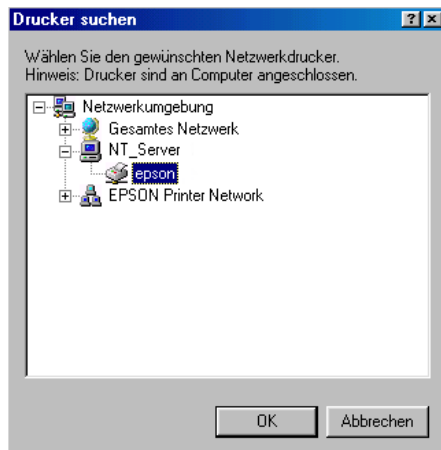 Drucker suchen
Wählen Sie den gewünschten Netzwerkdrucker.
Hinweis: Drucker sind an Computer angeschlossen.
Netzwerkumgebung
Gesamtes Netzwerk
NT_Server
epson
EPSON Printer Network
OK
Abbrechen